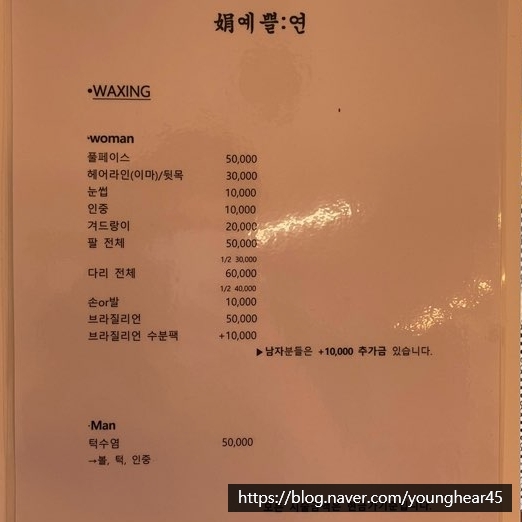 娟예쁠:연
•WAXING
·woman
풀페이스 50,000
헤어라인(이마)/뒷목 30,000
눈썹 10,000
인중 10,000
겨드랑이 20,000
팔 전체 50,000
1/2 30,000
다리 전체 60,000
1/2 40,000
손or발 10,000
브라질리언 50,000
브라질리언 수분팩 +10,000
▶남자분들은 +10,000 추가금 있습니다.
·Man
턱수염 50,000
→볼, 턱, 인중
https://blog.naver.com/younghear45